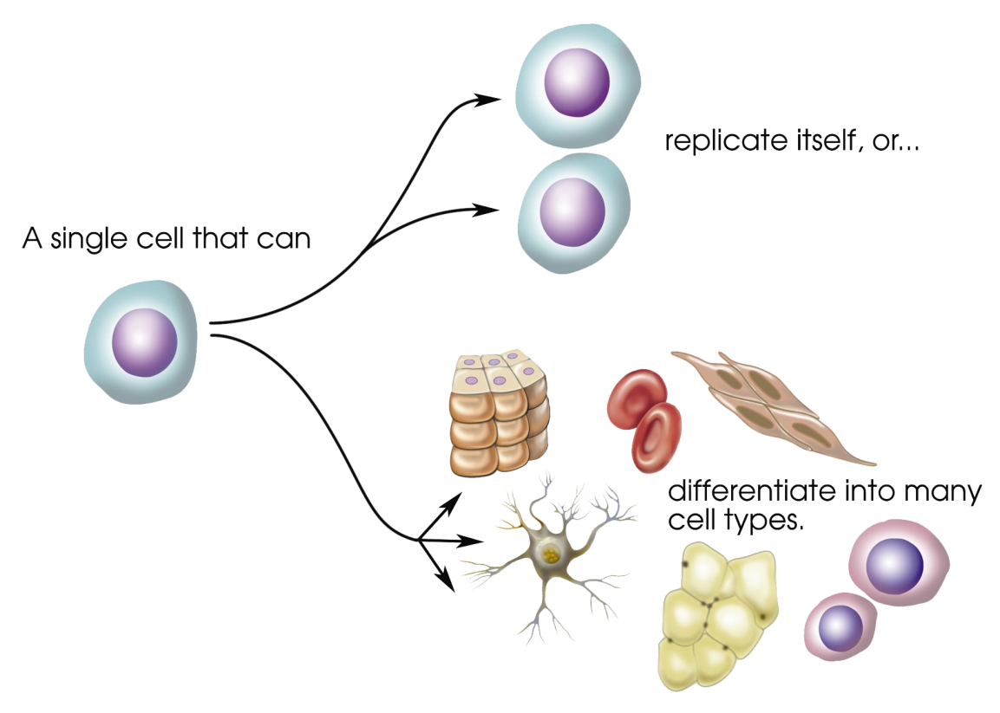 A single cell that can
replicate itself, or...
differentiate into many
cell types.